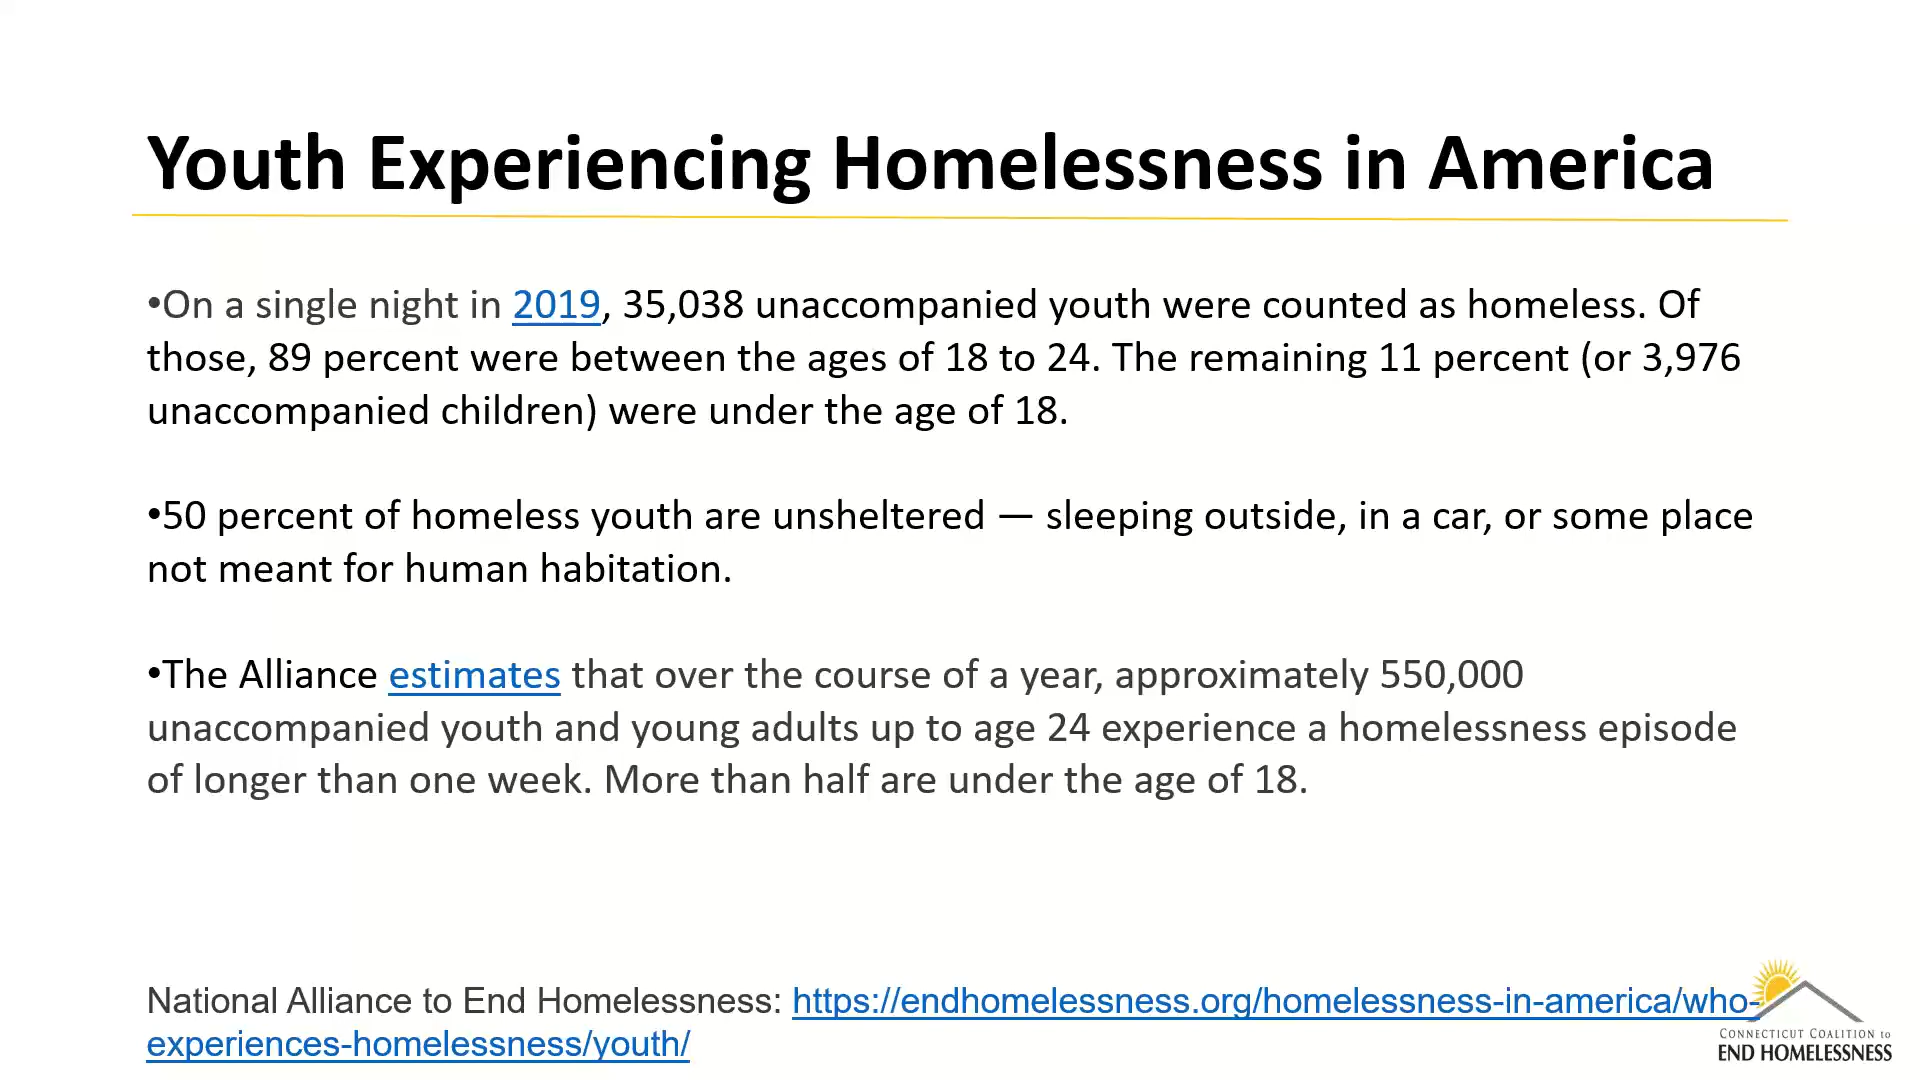 Youth Experiencing Homelessness in America
•On a single night in 2019, 35,038 unaccompanied youth were counted as homeless. Of
those, 89 percent were between the ages of 18 to 24. The remaining 11 percent (or 3,976
unaccompanied children) were under the age of 18.
•50 percent of homeless youth are unsheltered — sleeping outside, in a car, or some place
not meant for human habitation.
•The Alliance estimates that over the course of a year, approximately 550,000
unaccompanied youth and young adults up to age 24 experience a homelessness episode
of longer than one week. More than half are under the age of 18.
National Alliance to End Homelessness: https://endhomelessness.org/homelessness-in-america/who-
experiences-homelessness/youth/
CONNECTICUT COALITION to
END HOMELESSNESS